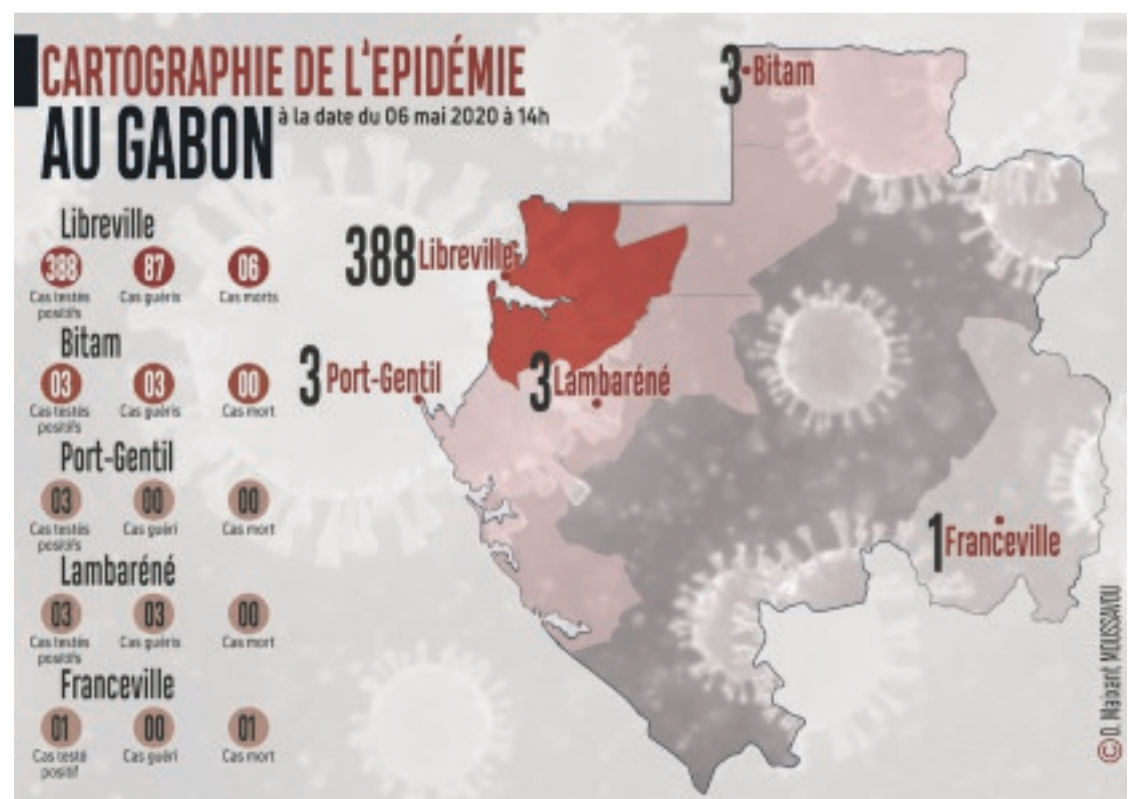 CARTOGRAPHIE DE L'EPIDÉMIE
AU GABON à la date du 06 mai 2020 à 14h
Libreville
388 87 06
Cas testés positifs Cas guéris Cas morts
Bitam
03 03 00
Cas testés positifs Cas guéris Cas mort
Port-Gentil
03 00 00
Cas testés positifs Cas guéri Cas mort
Lambaréné
03 03 00
Cas testés positifs Cas guéris Cas mort
Franceville
01 00 01
Cas testé positif Cas guéri Cas mort
3 Bitam
388 Libreville
3 Port-Gentil
3 Lambaréné
1 Franceville
© D. Maixant MOUSSAVOU